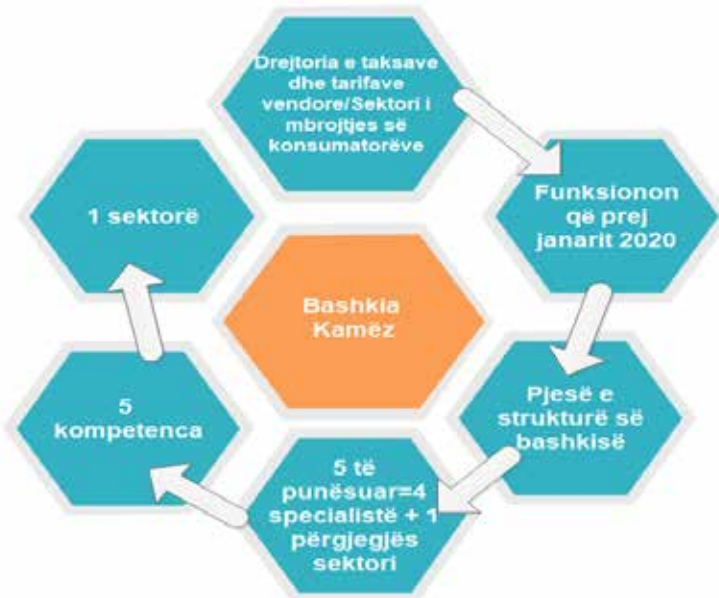 Drejtoria e taksave
dhe tarifave
vendore/Sektori i
mbrojtjes së
konsumatorëve
Funksionon
që prej
janarit 2020
Pjesë e
strukturë së
bashkisë
5 të
punësuar=4
specialistë + 1
përgjegjës
sektori
5
kompetenca
1 sektorë
Bashkia
Kamëz